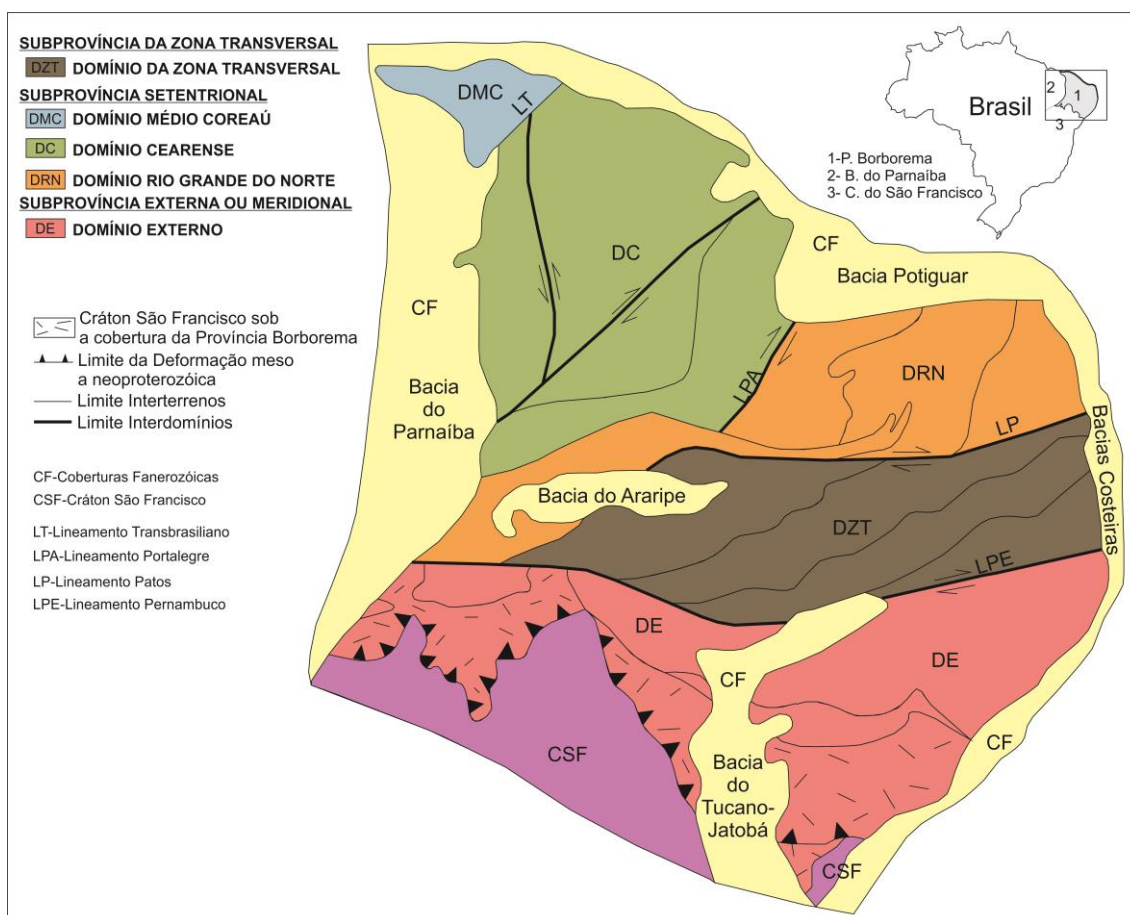 SUBPROVÍNCIA DA ZONA TRANSVERSAL
DZT DOMÍNIO DA ZONA TRANSVERSAL
SUBPROVÍNCIA SETENTRIONAL
DMC DOMÍNIO MÉDIO COREAÚ
DC DOMÍNIO CEARENSE
DRN DOMÍNIO RIO GRANDE DO NORTE
SUBPROVÍNCIA EXTERNA OU MERIDIONAL
DE DOMÍNIO EXTERNO
Cráton São Francisco sob
a cobertura da Província Borborema
Limite da Deformação meso
a neoproterozóica
Limite Interterrenos
Limite Interdomínios
CF-Coberturas Fanerozóicas
CSF-Cráton São Francisco
LT-Lineamento Transbrasiliano
LPA-Lineamento Portalegre
LP-Lineamento Patos
LPE-Lineamento Pernambuco
Brasil
1
2
3
1-P. Borborema
2- B. do Parnaíba
3- C. do São Francisco
DMC
LT
DC
CF
Bacia Potiguar
CF
Bacia
do
Parnaíba
LPA
DRN
LP
Bacias Costeiras
Bacia do Araripe
DZT
LPE
DE
DE
CF
CF
CSF
Bacia
do
Tucano-
Jatobá
CSF